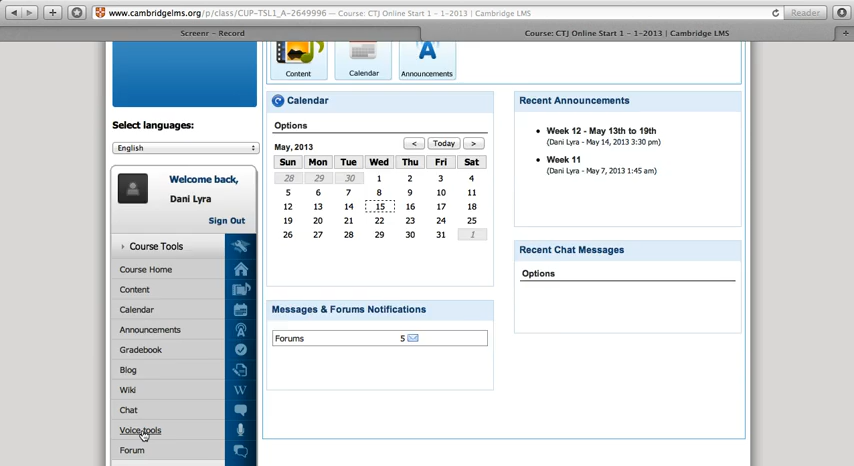 www.cambridgelms.org/p/class/CUP-TSL1_A-2649996 — Course: CTJ Online Start 1 - 1-2013 | Cambridge LMS
Reader
Screenr – Record
Course: CTJ Online Start 1 - 1-2013 | Cambridge LMS
Content
Calendar
Announcements
Select languages:
English
Welcome back,
Dani Lyra
Sign Out
Course Tools
Course Home
Content
Calendar
Announcements
Gradebook
Blog
Wiki
W
Chat
Voice tools
Forum
Calendar
Options
May, 2013
< Today >
Sun Mon Tue Wed Thu Fri Sat
28 29 30 1 2 3 4
5 6 7 8 9 10 11
12 13 14 15 16 17 18
19 20 21 22 23 24 25
26 27 28 29 30 31 1
Messages & Forums Notifications
Forums 5
Recent Announcements
Week 12 - May 13th to 19th
(Dani Lyra - May 14, 2013 3:30 pm)
Week 11
(Dani Lyra - May 7, 2013 1:45 am)
Recent Chat Messages
Options